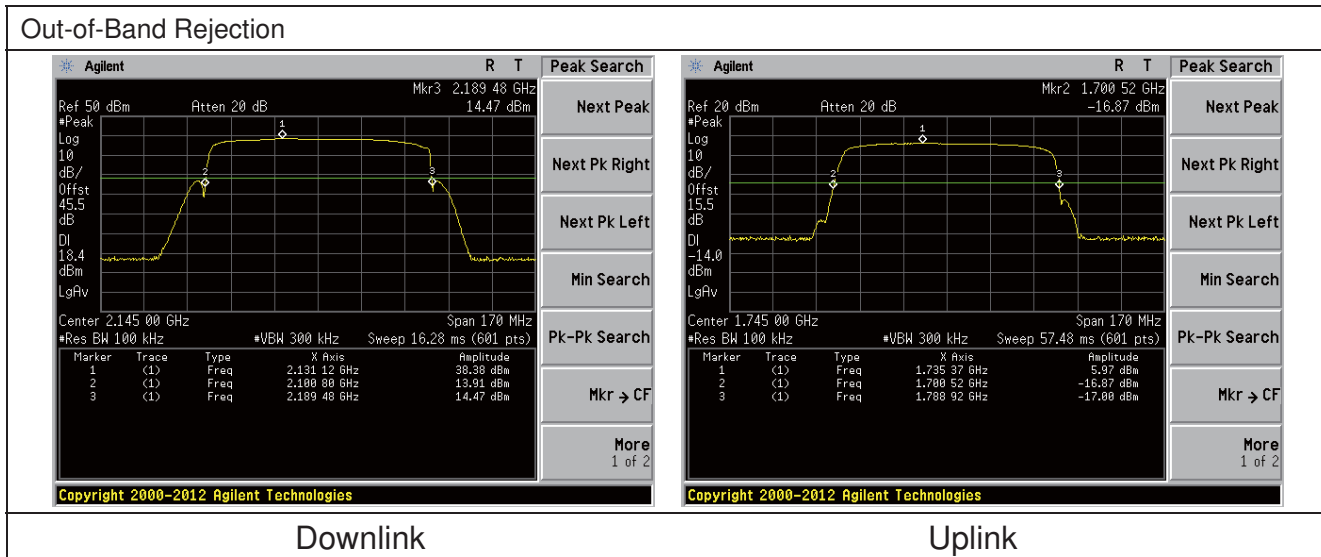 Out-of-Band Rejection
Agilent R T
Mkr3 2.189 48 GHz
Ref 50 dBm Atten 20 dB 14.47 dBm
#Peak
Log
10
dB/
Offst
45.5
dB
DI
18.4
dBm
LgAv
1
2
3
Center 2.145 00 GHz Span 170 MHz
#Res BW 100 kHz #VBW 300 kHz Sweep 16.28 ms (601 pts)
Marker Trace Type X Axis Amplitude
1 (1) Freq 2.131 12 GHz 38.38 dBm
2 (1) Freq 2.100 80 GHz 13.91 dBm
3 (1) Freq 2.189 48 GHz 14.47 dBm
Copyright 2000-2012 Agilent Technologies
Peak Search
Next Peak
Next Pk Right
Next Pk Left
Min Search
Pk-Pk Search
Mkr → CF
More
1 of 2
Downlink
Agilent R T
Mkr2 1.700 52 GHz
Ref 20 dBm Atten 20 dB -16.87 dBm
#Peak
Log
10
dB/
Offst
15.5
dB
DI
-14.0
dBm
LgAv
1
2
3
Center 1.745 00 GHz Span 170 MHz
#Res BW 100 kHz #VBW 300 kHz Sweep 57.48 ms (601 pts)
Marker Trace Type X Axis Amplitude
1 (1) Freq 1.735 37 GHz 5.97 dBm
2 (1) Freq 1.700 52 GHz -16.87 dBm
3 (1) Freq 1.788 92 GHz -17.00 dBm
Copyright 2000-2012 Agilent Technologies
Peak Search
Next Peak
Next Pk Right
Next Pk Left
Min Search
Pk-Pk Search
Mkr → CF
More
1 of 2
Uplink